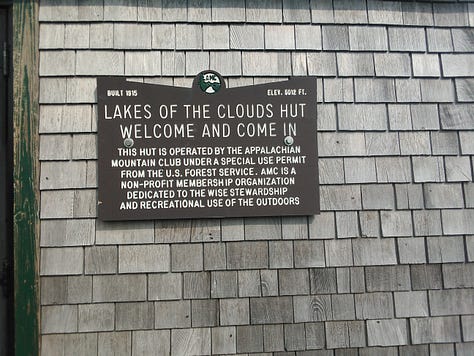 BUILT 1915
AMC
ELEV. 5012 FT.
LAKES OF THE CLOUDS HUT
WELCOME AND COME IN
THIS HUT IS OPERATED BY THE APPALACHIAN
MOUNTAIN CLUB UNDER A SPECIAL USE PERMIT
FROM THE U.S. FOREST SERVICE. AMC IS A
NON-PROFIT MEMBERSHIP ORGANIZATION
DEDICATED TO THE WISE STEWARDSHIP
AND RECREATIONAL USE OF THE OUTDOORS